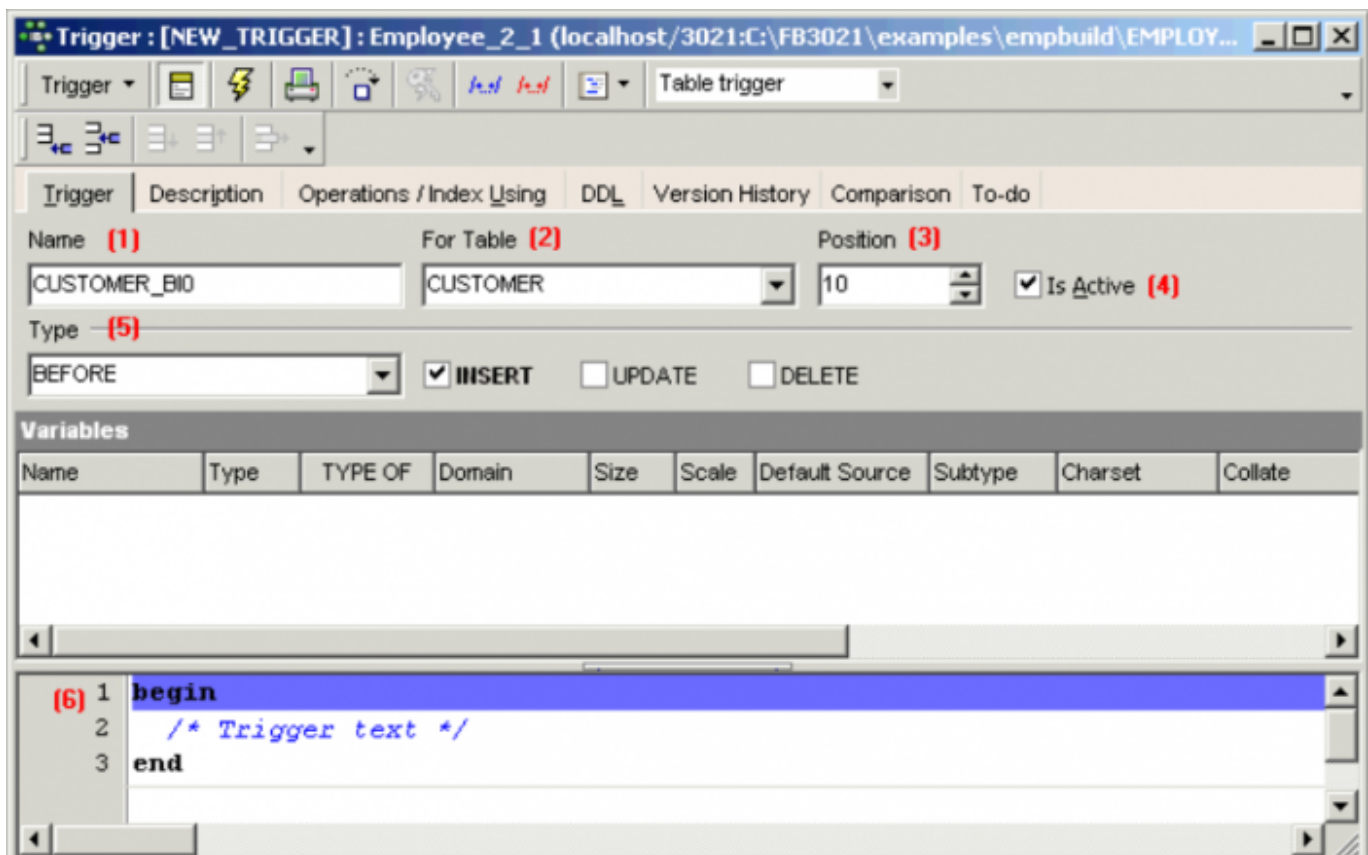 Trigger : [NEW_TRIGGER] : Employee_2_1 (localhost/3021:C:\FB3021\examples\empbuild\EMPLOY...
Trigger Table trigger
Trigger Description Operations / Index Using DDL Version History Comparison To-do
Name (1) For Table (2) Position (3)
CUSTOMER_BI0 CUSTOMER 10 Is Active (4)
Type (5)
BEFORE INSERT UPDATE DELETE
Variables
Name Type TYPE OF Domain Size Scale Default Source Subtype Charset Collate
(6) 1 begin
2 /* Trigger text */
3 end